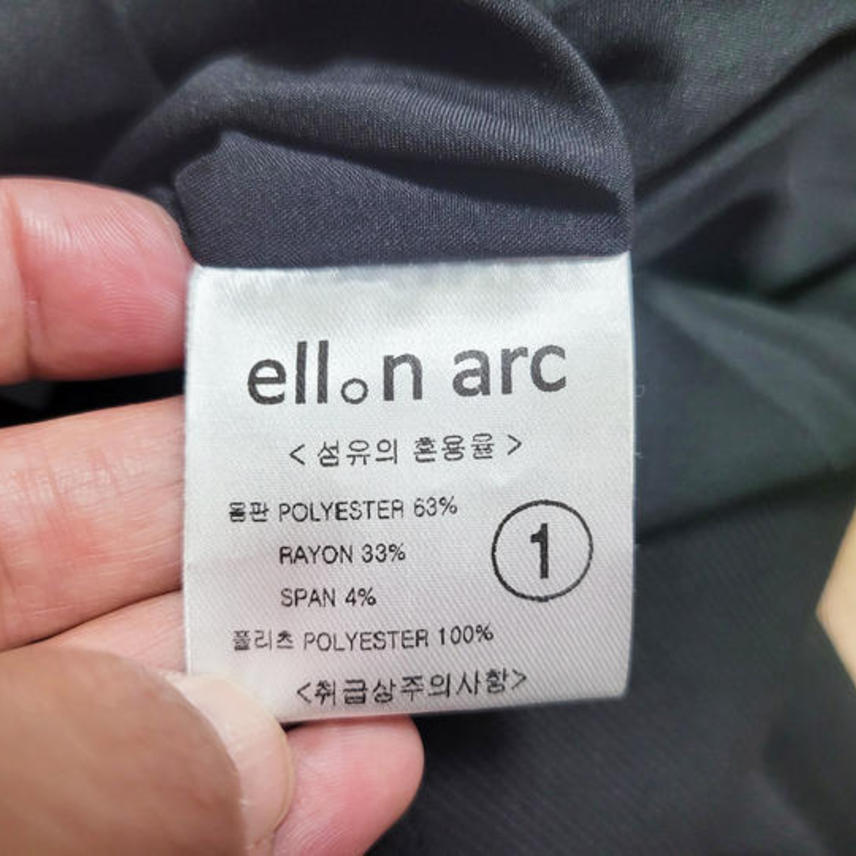 ell。n arc
< 섬유의 혼용율 >
몸판 POLYESTER 63%
RAYON 33%
SPAN 4%
1
플리츠 POLYESTER 100%
<취급상주의사항>